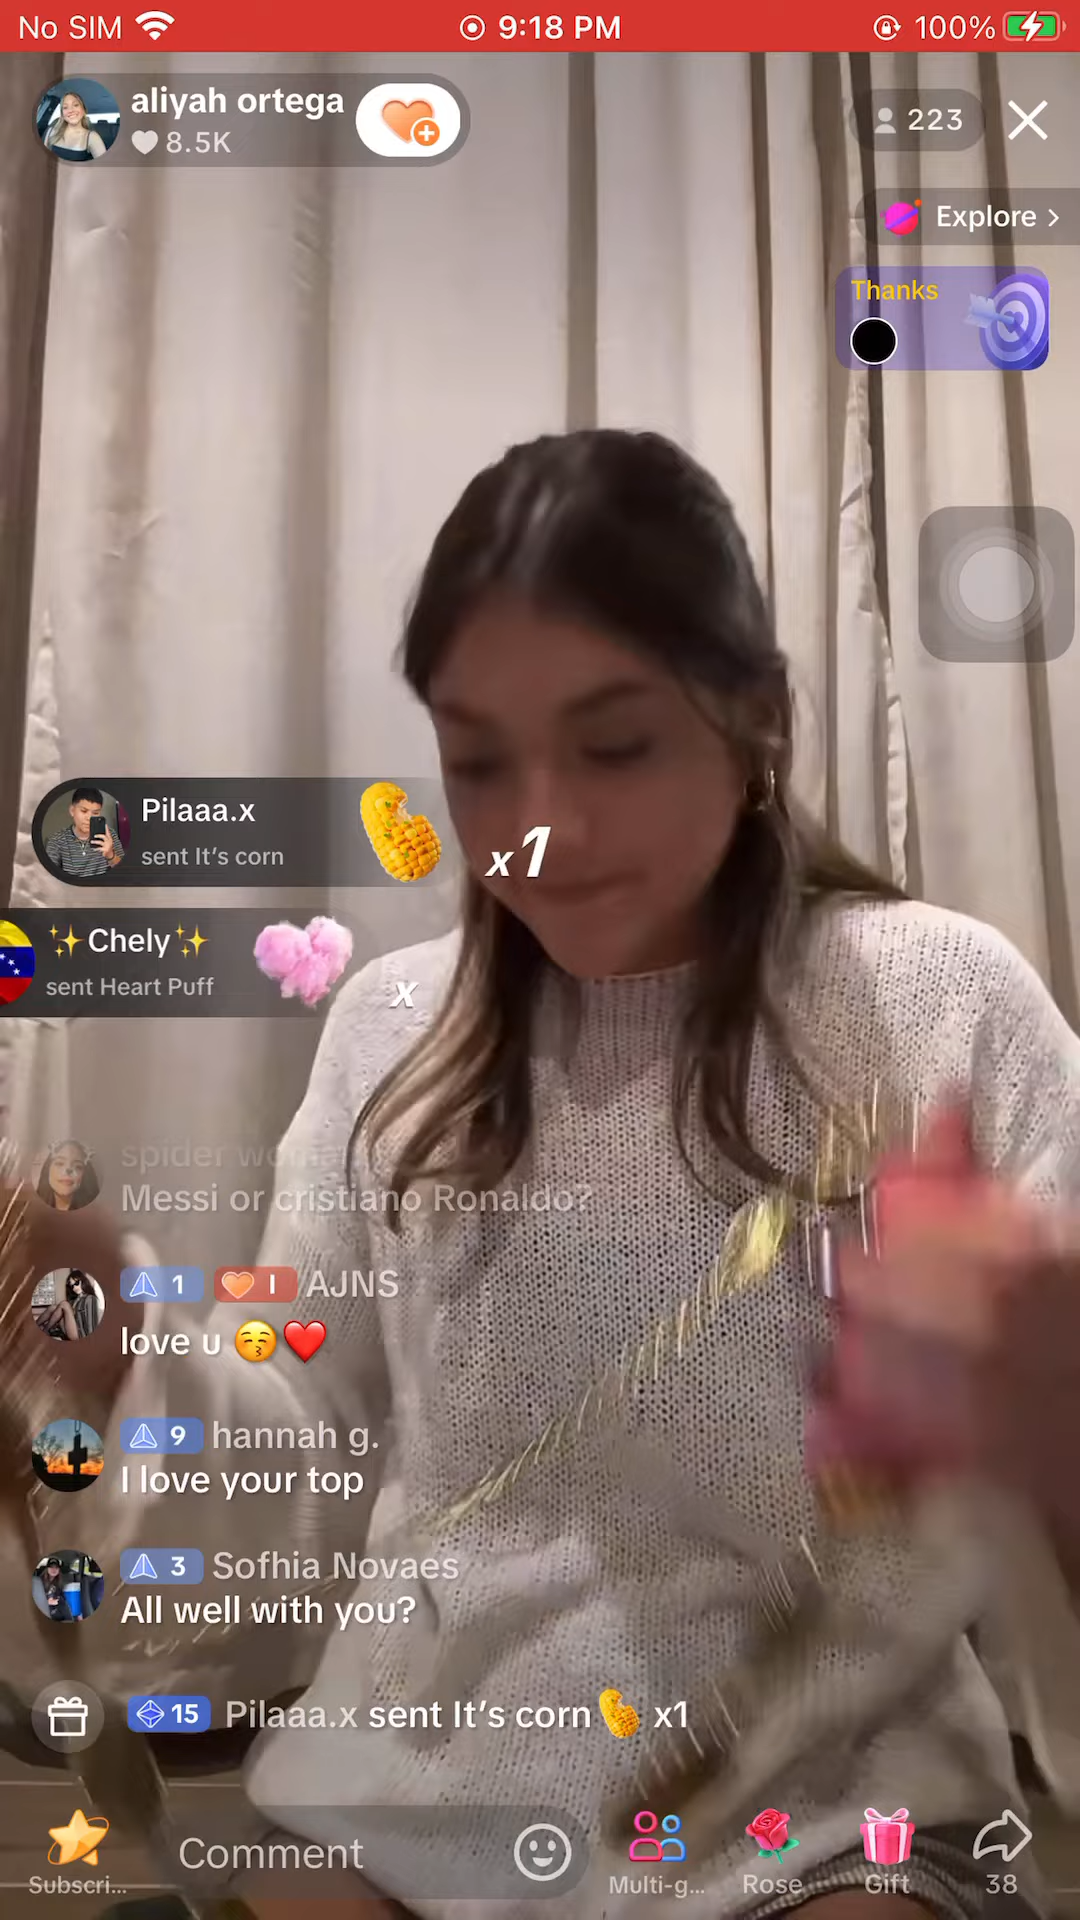 No SIM 9:18 PM 100%
aliyah ortega
8.5K
223
Explore >
Thanks
Pilaaa.x
sent It's corn
x1
✨Chely✨
sent Heart Puff
x
spider woma
Messi or cristiano Ronaldo?
1 I AJNS
love u 😚❤️
9 hannah g.
I love your top
3 Sofhia Novaes
All well with you?
15 Pilaaa.x sent It's corn x1
Subscri...
Comment
Multi-g...
Rose
Gift
38